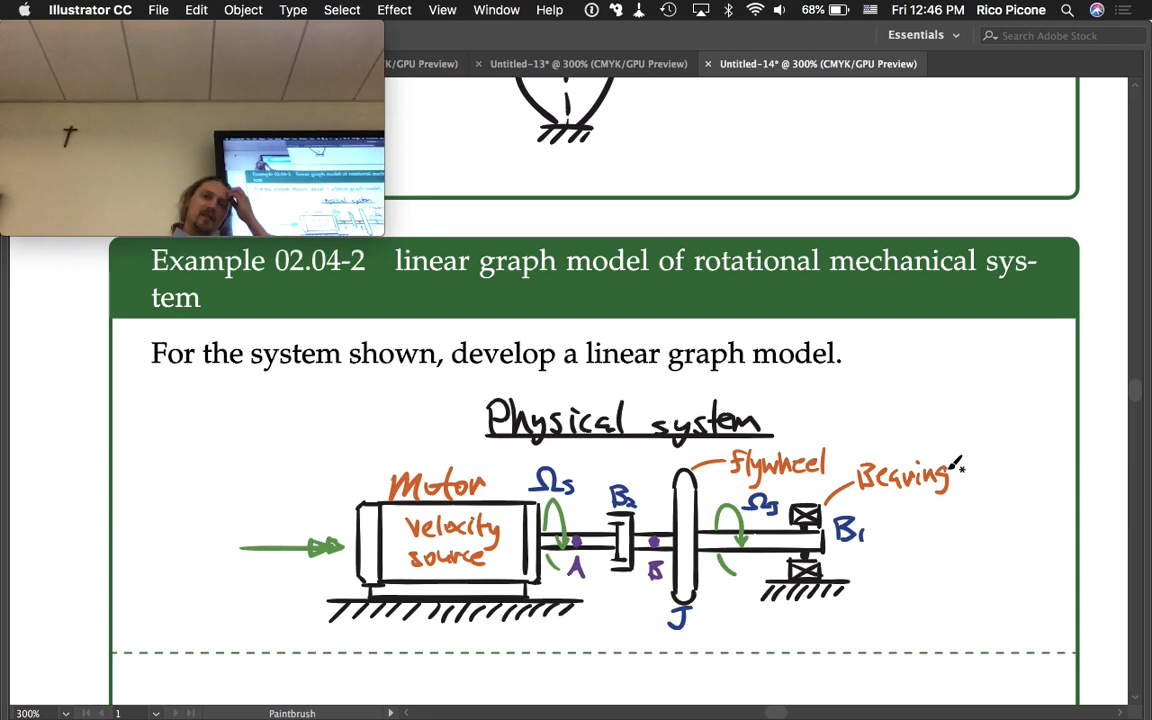 Illustrator CC File Edit Object Type Select Effect View Window Help 68% Fri 12:46 PM Rico Picone
Essentials Search Adobe Stock
K/GPU Preview) × Untitled-13* @ 300% (CMYK/GPU Preview) × Untitled-14* @ 300% (CMYK/GPU Preview)
Example 02.04-2 linear graph model of rotational mechanical sys-
tem
For the system shown, develop a linear graph model.
Physical system
Motor Ωs B2 flywheel Bearing *
velocity ΩJ B1
source A B
J
300% 1 Paintbrush